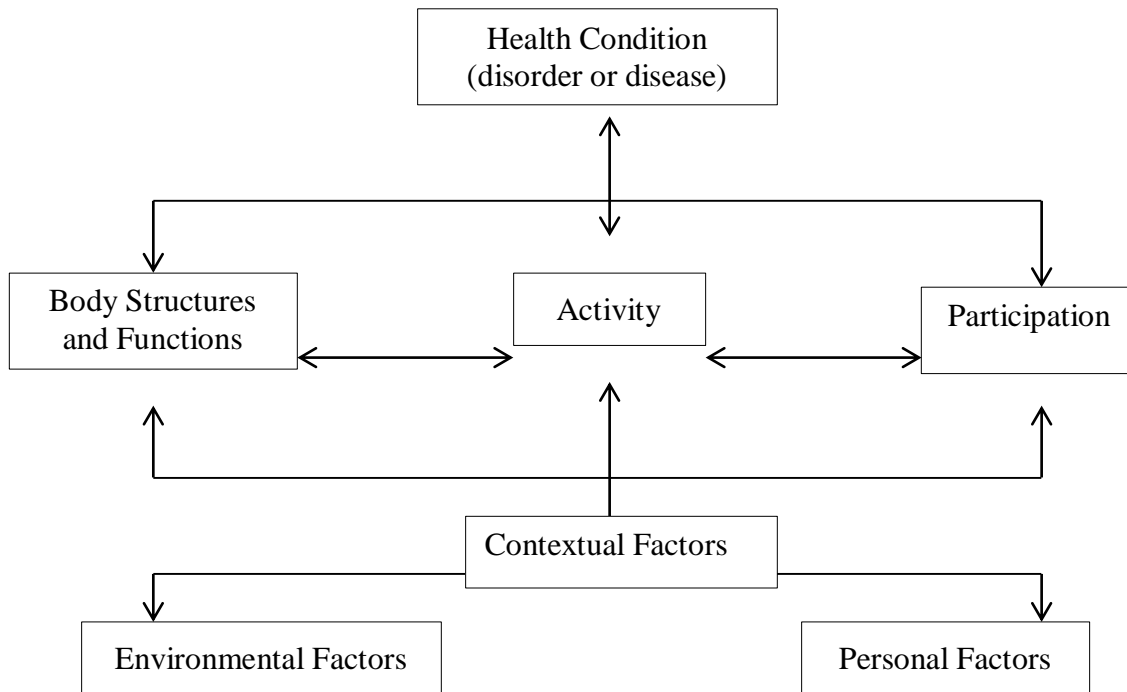 Health Condition
(disorder or disease)
Body Structures
and Functions
Activity
Participation
Contextual Factors
Environmental Factors
Personal Factors